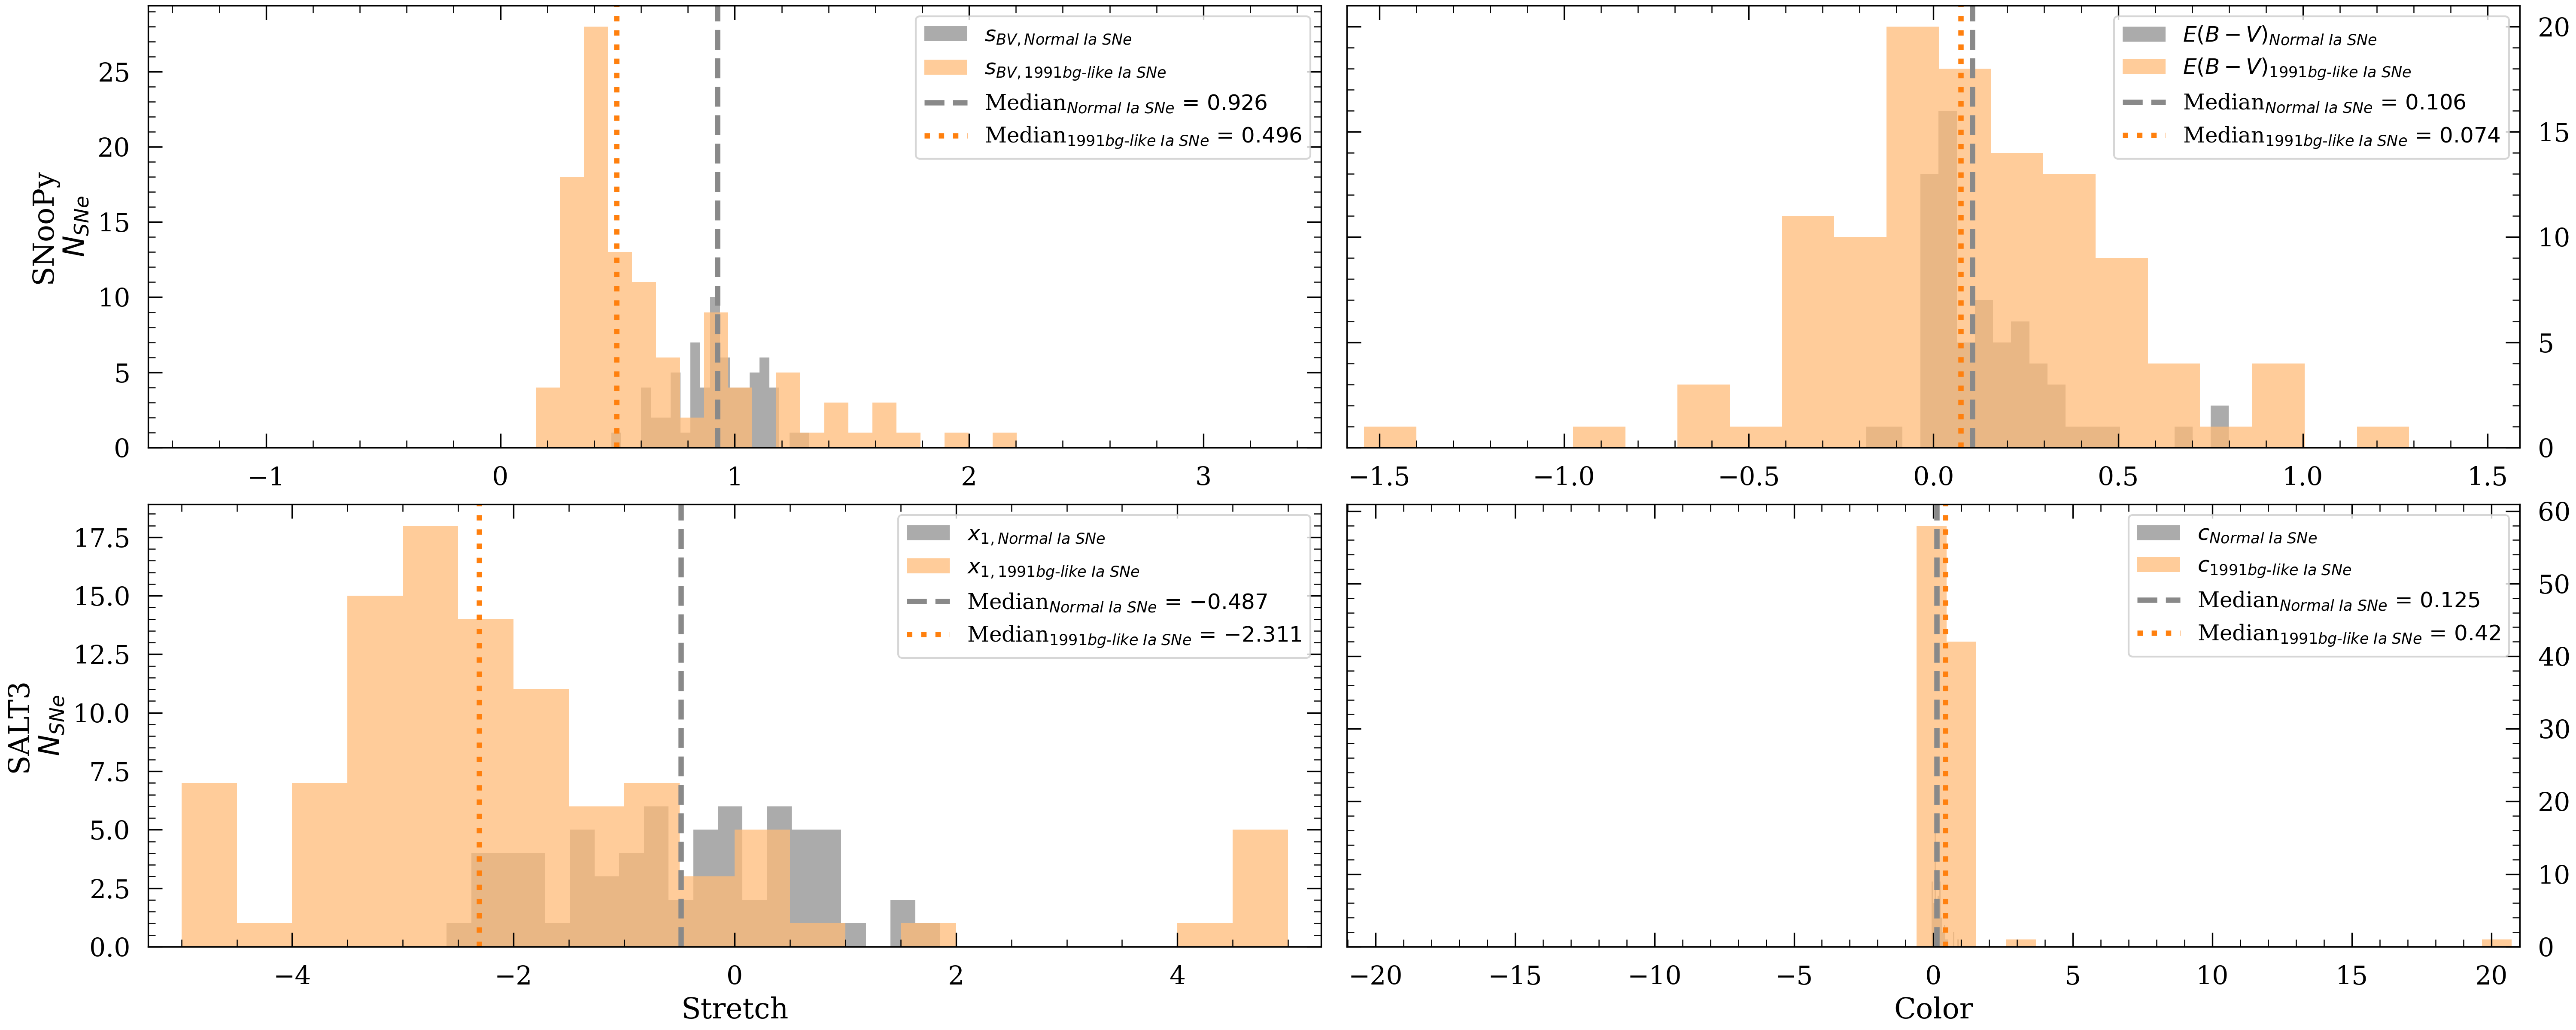 SNooPy
N_SNe
25
20
15
10
5
0
−1
0
1
2
3
s_BV, Normal Ia SNe
s_BV, 1991bg-like Ia SNe
Median_Normal Ia SNe = 0.926
Median_1991bg-like Ia SNe = 0.496
E(B − V)_Normal Ia SNe
E(B − V)_1991bg-like Ia SNe
Median_Normal Ia SNe = 0.106
Median_1991bg-like Ia SNe = 0.074
20
15
10
5
0
−1.5
−1.0
−0.5
0.0
0.5
1.0
1.5
SALT3
N_SNe
17.5
15.0
12.5
10.0
7.5
5.0
2.5
0.0
−4
−2
0
2
4
Stretch
x_1, Normal Ia SNe
x_1, 1991bg-like Ia SNe
Median_Normal Ia SNe = −0.487
Median_1991bg-like Ia SNe = −2.311
c_Normal Ia SNe
c_1991bg-like Ia SNe
Median_Normal Ia SNe = 0.125
Median_1991bg-like Ia SNe = 0.42
60
50
40
30
20
10
0
−20
−15
−10
−5
0
5
10
15
20
Color